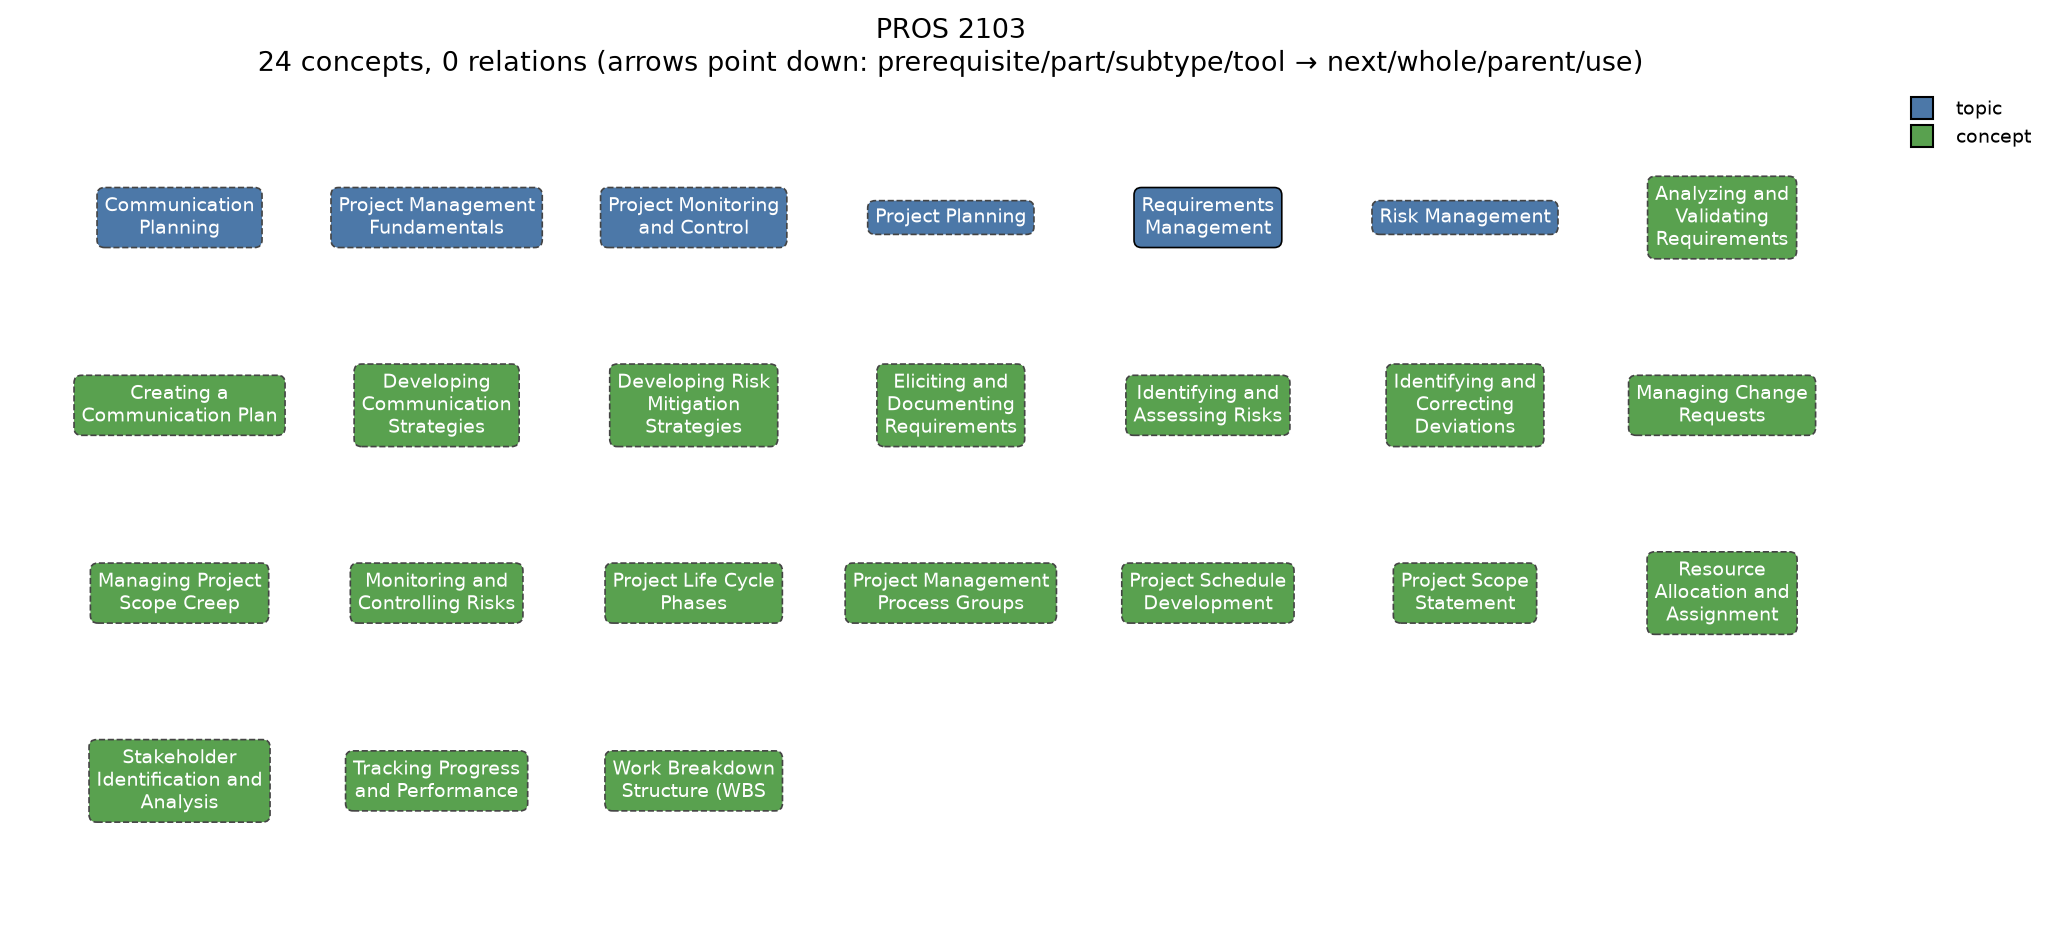 PROS 2103
24 concepts, 0 relations (arrows point down: prerequisite/part/subtype/tool → next/whole/parent/use)
topic
concept
Communication
Planning
Project Management
Fundamentals
Project Monitoring
and Control
Project Planning
Requirements
Management
Risk Management
Analyzing and
Validating
Requirements
Creating a
Communication Plan
Developing
Communication
Strategies
Developing Risk
Mitigation
Strategies
Eliciting and
Documenting
Requirements
Identifying and
Assessing Risks
Identifying and
Correcting
Deviations
Managing Change
Requests
Managing Project
Scope Creep
Monitoring and
Controlling Risks
Project Life Cycle
Phases
Project Management
Process Groups
Project Schedule
Development
Project Scope
Statement
Resource
Allocation and
Assignment
Stakeholder
Identification and
Analysis
Tracking Progress
and Performance
Work Breakdown
Structure (WBS